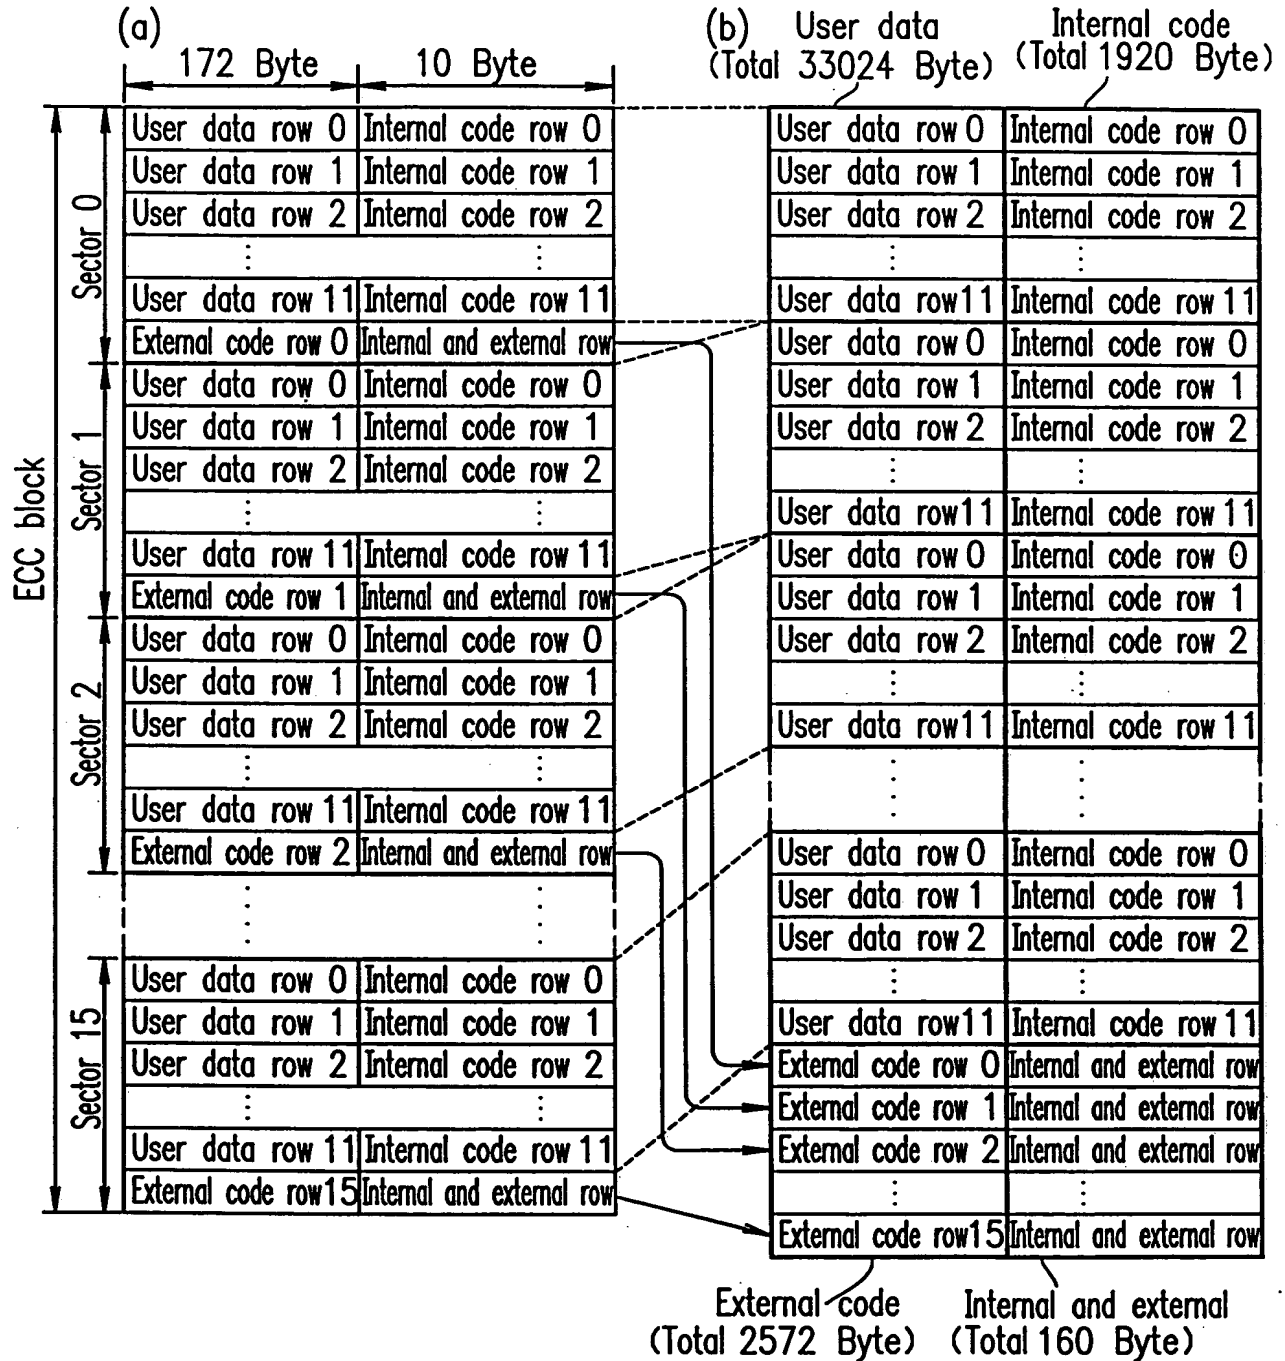 (a)
172 Byte
10 Byte
ECC block
Sector 0
User data row 0 Internal code row 0
User data row 1 Internal code row 1
User data row 2 Internal code row 2
⋮ ⋮
User data row 11 Internal code row 11
External code row 0 Internal and external row
Sector 1
User data row 0 Internal code row 0
User data row 1 Internal code row 1
User data row 2 Internal code row 2
⋮ ⋮
User data row 11 Internal code row 11
External code row 1 Internal and external row
Sector 2
User data row 0 Internal code row 0
User data row 1 Internal code row 1
User data row 2 Internal code row 2
⋮ ⋮
User data row 11 Internal code row 11
External code row 2 Internal and external row
⋮ ⋮
Sector 15
User data row 0 Internal code row 0
User data row 1 Internal code row 1
User data row 2 Internal code row 2
⋮ ⋮
User data row 11 Internal code row 11
External code row 15 Internal and external row
(b)
User data
(Total 33024 Byte)
Internal code
(Total 1920 Byte)
User data row 0 Internal code row 0
User data row 1 Internal code row 1
User data row 2 Internal code row 2
⋮ ⋮
User data row 11 Internal code row 11
User data row 0 Internal code row 0
User data row 1 Internal code row 1
User data row 2 Internal code row 2
⋮ ⋮
User data row 11 Internal code row 11
User data row 0 Internal code row 0
User data row 1 Internal code row 1
User data row 2 Internal code row 2
⋮ ⋮
User data row 11 Internal code row 11
⋮ ⋮
User data row 0 Internal code row 0
User data row 1 Internal code row 1
User data row 2 Internal code row 2
⋮ ⋮
User data row 11 Internal code row 11
External code row 0 Internal and external row
External code row 1 Internal and external row
External code row 2 Internal and external row
⋮ ⋮
External code row 15 Internal and external row
External code
(Total 2572 Byte)
Internal and external
(Total 160 Byte)